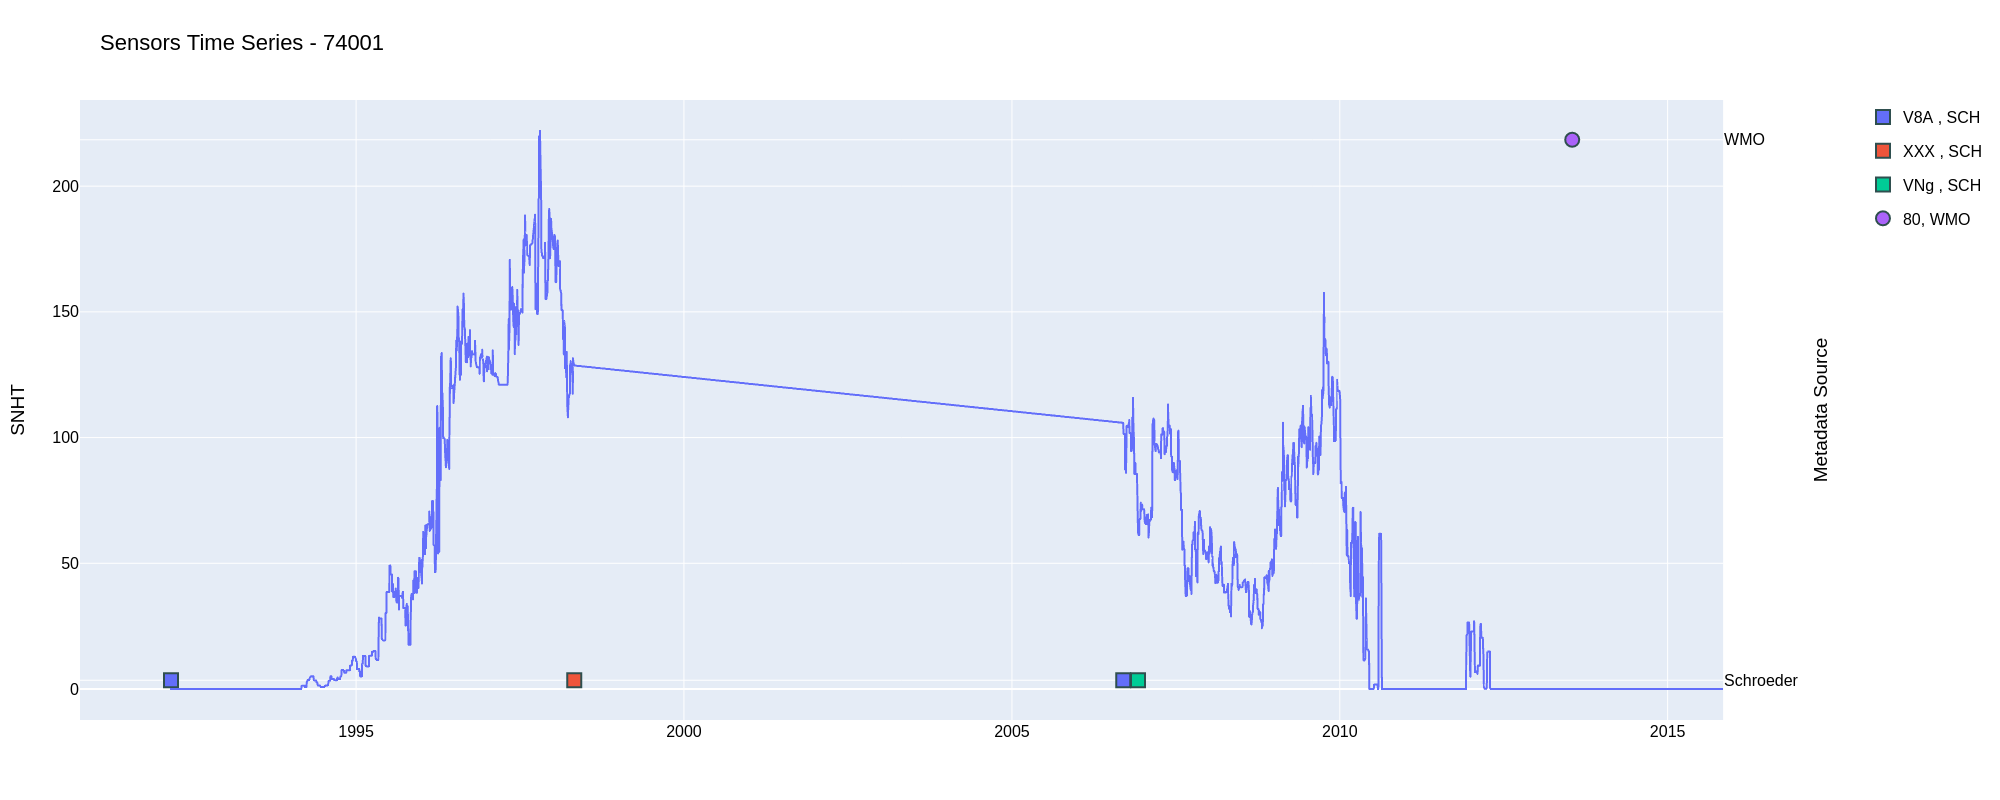 Sensors Time Series - 74001
V8A , SCH
XXX , SCH
VNg , SCH
80, WMO
WMO
Schroeder
Metadata Source
SNHT
200
150
100
50
0
1995
2000
2005
2010
2015